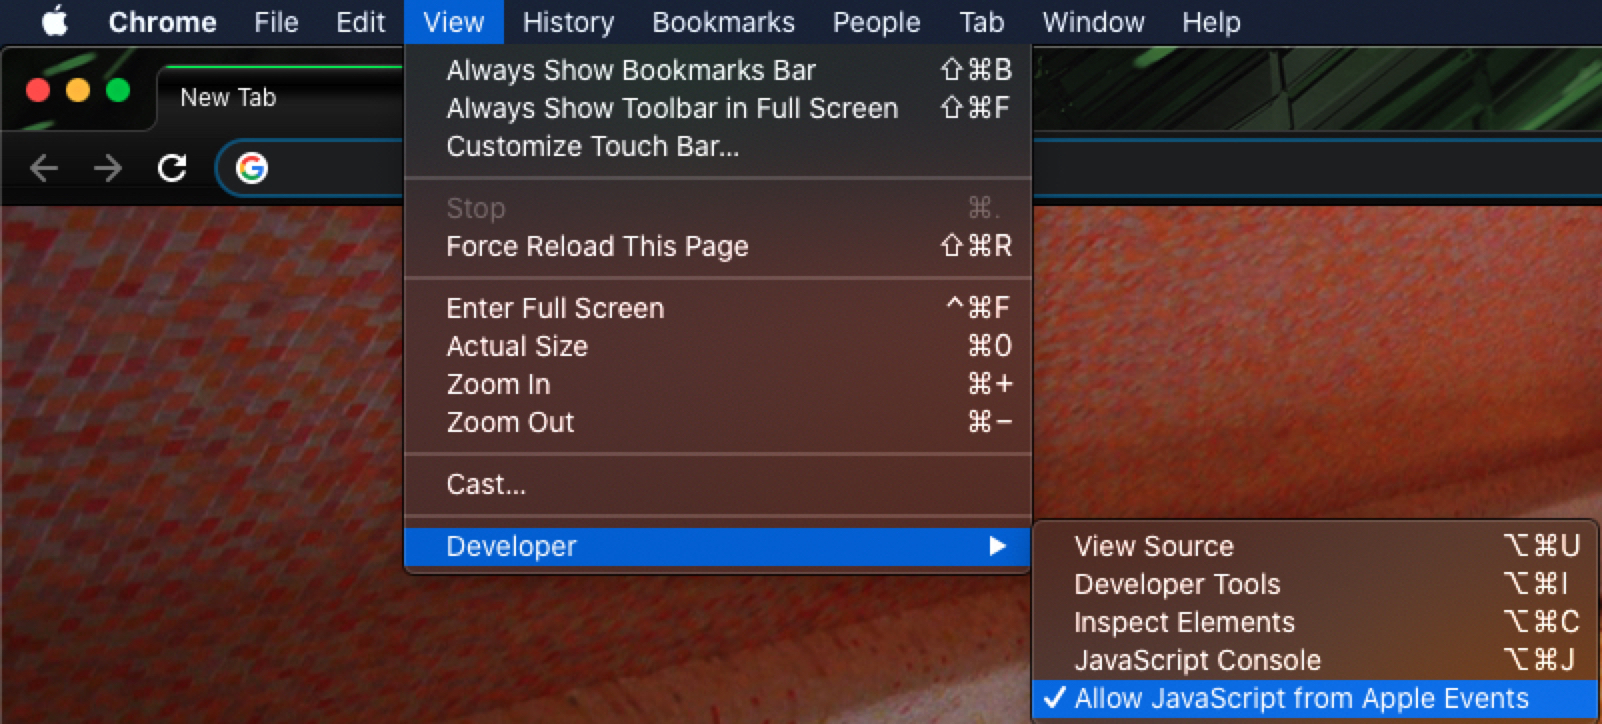 Chrome File Edit View History Bookmarks People Tab Window Help
New Tab
Always Show Bookmarks Bar ⇧⌘B
Always Show Toolbar in Full Screen ⇧⌘F
Customize Touch Bar...
Stop ⌘.
Force Reload This Page ⇧⌘R
Enter Full Screen ^⌘F
Actual Size ⌘0
Zoom In ⌘+
Zoom Out ⌘−
Cast...
Developer ▶
View Source ⌥⌘U
Developer Tools ⌥⌘I
Inspect Elements ⌥⌘C
JavaScript Console ⌥⌘J
✓ Allow JavaScript from Apple Events